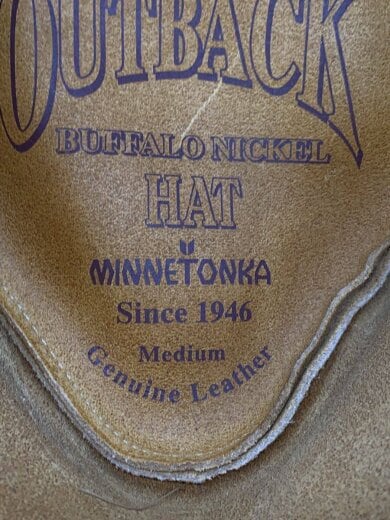 OUTBACK
BUFFALO NICKEL
HAT
MINNETONKA
Since 1946
Medium
Genuine Leather